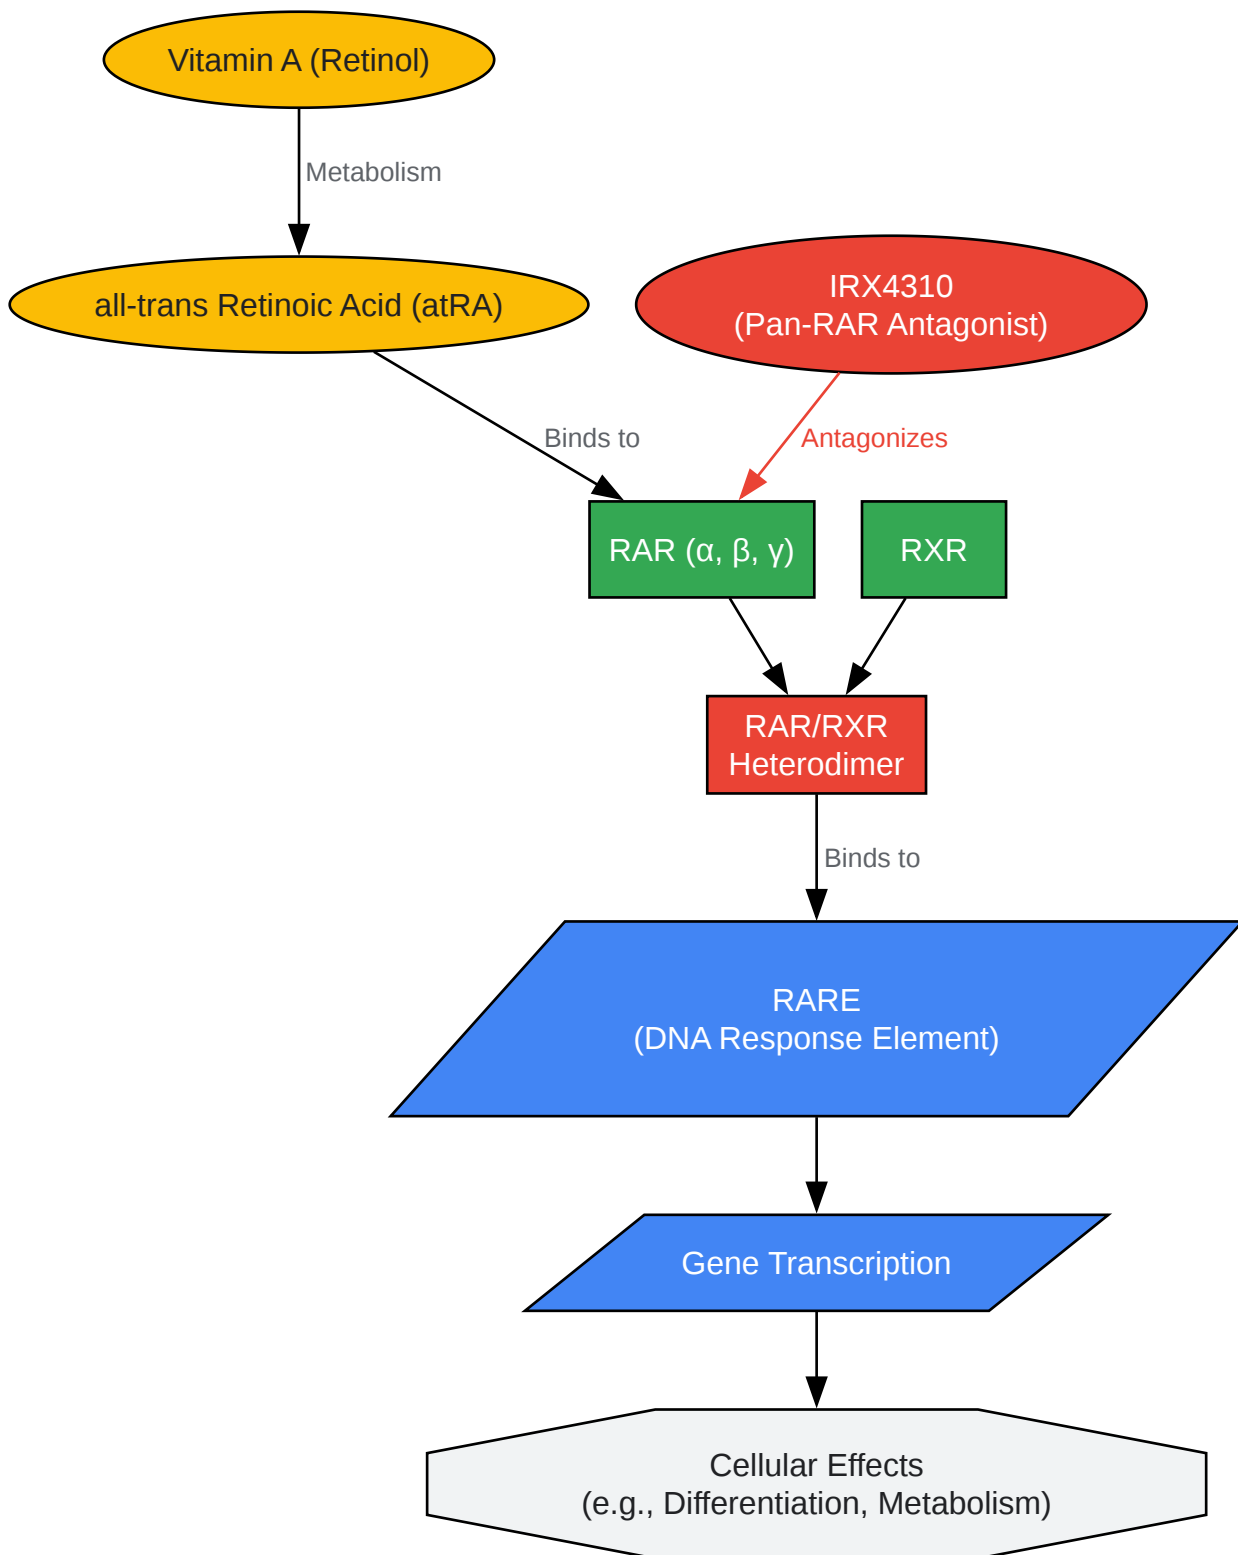 Vitamin A (Retinol)
Metabolism
all-trans Retinoic Acid (atRA)
IRX4310
(Pan-RAR Antagonist)
Binds to
Antagonizes
RAR (α, β, γ)
RXR
RAR/RXR
Heterodimer
Binds to
RARE
(DNA Response Element)
Gene Transcription
Cellular Effects
(e.g., Differentiation, Metabolism)